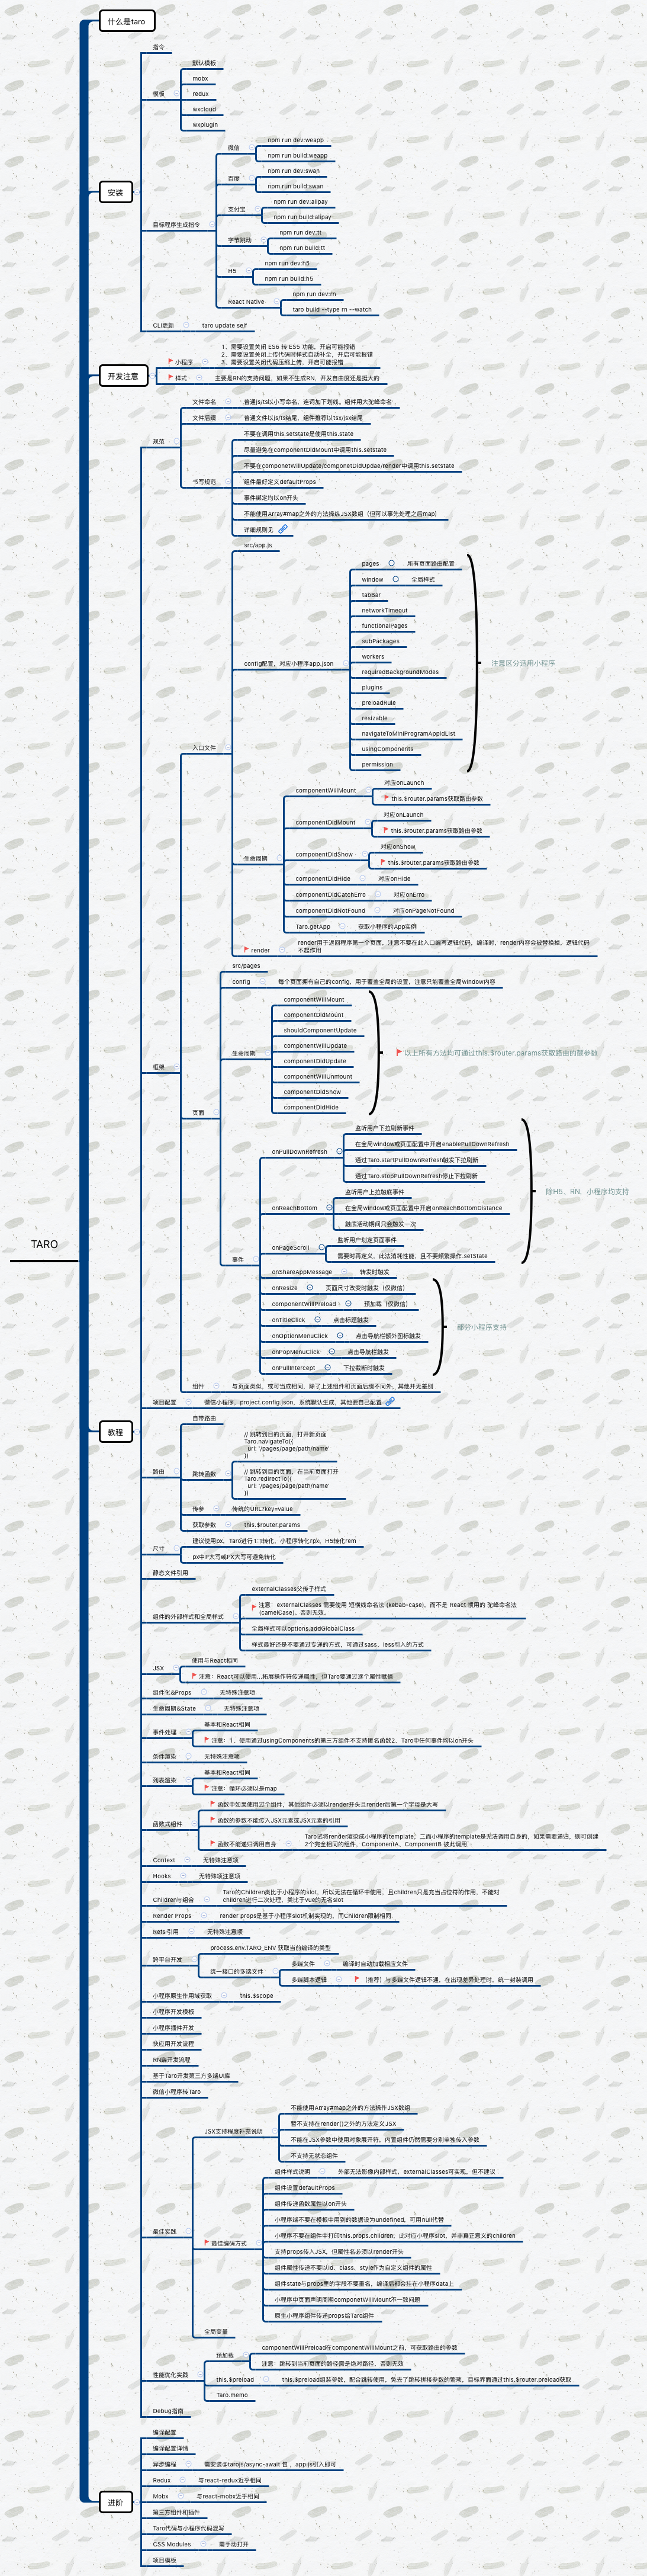 TARO
什么是taro
安装
指令
模板
默认模板
mobx
redux
wxcloud
wxplugin
目标程序生成指令
微信
npm run dev:weapp
npm run build:weapp
百度
npm run dev:swan
npm run build:swan
支付宝
npm run dev:alipay
npm run build:alipay
字节跳动
npm run dev:tt
npm run build:tt
H5
npm run dev:h5
npm run build:h5
React Native
npm run dev:rn
taro build --type rn --watch
CLI更新
taro update self
开发注意
小程序
1、需要设置关闭 ES6 转 ES5 功能，开启可能报错
2、需要设置关闭上传代码时样式自动补全，开启可能报错
3、需要设置关闭代码压缩上传，开启可能报错
样式
主要是RN的支持问题，如果不生成RN，开发自由度还是挺大的
教程
规范
文件命名
普通js/ts以小写命名，连词加下划线。组件用大驼峰命名
文件后缀
普通文件以js/ts结尾，组件推荐以tsx/jsx结尾
书写规范
不要在调用this.setstate是使用this.state
尽量避免在componentDidMount中调用this.setstate
不要在componetWillUpdate/componetDidUpdae/render中调用this.setstate
组件最好定义defaultProps
事件绑定均以on开头
不能使用Array#map之外的方法操纵JSX数组（但可以事先处理之后map）
详细规则见
框架
入口文件
src/app.js
config配置，对应小程序app.json
pages
所有页面路由配置
window
全局样式
tabbar
networkTimeout
functionalPages
subPackages
workers
requiredBackgroundModes
plugins
preloadRule
resizable
navigateToMiniProgramAppIdList
usingComponents
permission
注意区分适用小程序
生命周期
componentWillMount
对应onLaunch
this.$router.params获取路由参数
componentDidMount
对应onLaunch
this.$router.params获取路由参数
componentDidShow
对应onShow
this.$router.params获取路由参数
componentDidHide
对应onHide
componentDidCatchErro
对应onErro
componentDidNotFound
对应onPageNotFound
Taro.getApp
获取小程序的App实例
render
render用于返回程序第一个页面，注意不要在此入口编写逻辑代码，编译时，render内容会被替换掉，逻辑代码
不起作用
页面
src/pages
config
每个页面拥有自己的config，用于覆盖全局的设置，注意只能覆盖全局window内容
生命周期
componentWillMount
componentDidMount
shouldComponentUpdate
componentWillUpdate
componentDidUpdate
componentWillUnmount
componentDidShow
componentDidHide
以上所有方法均可通过this.$router.params获取路由的额参数
事件
onPullDownRefresh
监听用户下拉刷新事件
在全局window或页面配置中开启enablePullDownRefresh
通过Taro.startPullDownRefresh触发下拉刷新
通过Taro.stopPullDownRefresh停止下拉刷新
onReachBottom
监听用户上拉触底事件
在全局window或页面配置中开启onReachBottomDistance
触底活动期间只会触发一次
onPageScroll
监听用户划定页面事件
需要时再定义，此活消耗性能，且不要频繁操作.setState
除H5、RN，小程序均支持
onShareAppMessage
转发时触发
onResize
页面尺寸改变时触发（仅微信）
componentWillPreload
预加载（仅微信）
onTitleClick
点击标题触发
onOptionMenuClick
点击导航栏额外图标触发
onPopMenuClick
点击导航栏触发
onPullIntercept
下拉截断时触发
部分小程序支持
组件
与页面类似，或可当成相同，除了上述组件和页面后缀不同外，其他并无差别
项目配置
微信小程序，project.config.json，系统默认生成，其他要自己配置
路由
自带路由
跳转函数
// 跳转到目的页面，打开新页面
Taro.navigateTo({
url: '/pages/page/path/name'
})
// 跳转到目的页面，在当前页面打开
Taro.redirectTo({
url: '/pages/page/path/name'
})
传参
传统的URL?key=value
获取参数
this.$router.params
尺寸
建议使用px，Taro进行1:1转化，小程序转化rpx，H5转化rem
px中P大写或PX大写可避免转化
静态文件引用
组件的外部样式和全局样式
externalClasses父传子样式
注意：externalClasses 需要使用 短横线命名法 (kebab-case)，而不是 React 惯用的 驼峰命名法
(camelCase)。否则无效。
全局样式可以options.addGlobalClass
样式最好还是不要通过专递的方式，可通过sass、less引入的方式
JSX
使用与React相同
注意：React可以使用...拓展操作符传递属性，但Taro要通过逐个属性赋值
组件化&Props
无特殊注意项
生命周期&State
无特殊注意项
事件处理
基本和React相同
注意：1、使用通过usingComponents的第三方组件不支持匿名函数2、Taro中任何事件均以on开头
条件渲染
无特殊注意项
列表渲染
基本和React相同
注意：循环必须以是map
函数式组件
函数中如果使用过个组件，其他组件必须以render开头且render后第一个字母是大写
函数的参数不能传入JSX元素或JSX元素的引用
函数不能递归调用自身
Taro试将render渲染成小程序的template，二而小程序的template是无法调用自身的，如果需要递归，则可创建
2个完全相同的组件，ComponentA、ComponentB 彼此调用
Context
无特殊注意项
Hooks
无特殊项注意项
Children与组合
Taro的Children类比于小程序的slot，所以无法在循环中使用，且children只是充当占位符的作用，不能对
children进行二次处理，类比于vue的无名slot
Render Props
render props是基于小程序slot机制实现的，同Children限制相同
Refs 引用
无特殊注意项
跨平台开发
process.env.TARO_ENV 获取当前编译的类型
统一接口的多端文件
多端文件
编译时自动加载相应文件
多端脚本逻辑
（推荐）与多端文件逻辑不通，在出现差异处理时，统一封装调用
小程序原生作用域获取
this.$scope
小程序开发模板
小程序插件开发
快应用开发流程
RN端开发流程
基于Taro开发第三方多端UI库
微信小程序转Taro
最佳实践
JSX支持程度补充说明
不能使用Array#map之外的方法操作JSX数组
暂不支持在render()之外的方法定义JSX
不能在JSX参数中使用对象展开符，内置组件仍然需要分别单独传入参数
不支持无状态组件
最佳编码方式
组件样式说明
外部无法影响内部样式，externalClasses可实现，但不建议
组件设置defaultProps
组件传递函数属性以on开头
小程序端不要在模板中用到的数据设为undefined，可用null代替
小程序不要在组件中打印this.props.children；此对应小程序slot，并非真正意义的children
支持props传入JSX，但属性名必须以render开头
组件属性传递不要以id、class、style作为自定义组件的属性
组件state与props里的字段不要重名，编译后都会挂在小程序data上
小程序中页面声明周期componetWillMount不一致问题
原生小程序组件传递props给Taro组件
全局变量
性能优化实践
预加载
componentWillPreload在componentWillMount之前，可获取路由的参数
注意：跳转到当前页面的路径需是绝对路径，否则无效
this.$preload
this.$preload组装参数，配合跳转使用，免去了跳转拼接参数的繁琐，目标界面通过this.$router.preload获取
Taro.memo
Debug指南
进阶
编译配置
编译配置详情
异步编程
需安装@tarojs/async-await 包 ，app.js引入即可
Redux
与react-redux近乎相同
Mobx
与react-mobx近乎相同
第三方组件和插件
Taro代码与小程序代码混写
CSS Modules
需手动打开
项目模板